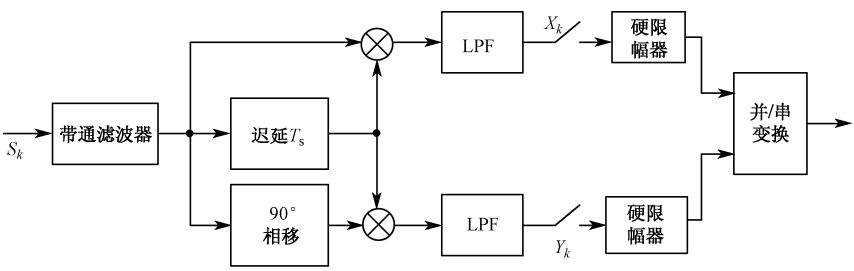 LPF
X_k
硬限
幅器
S_k
带通滤波器
迟延T_s
并/串
变换
90°
相移
LPF
Y_k
硬限
幅器